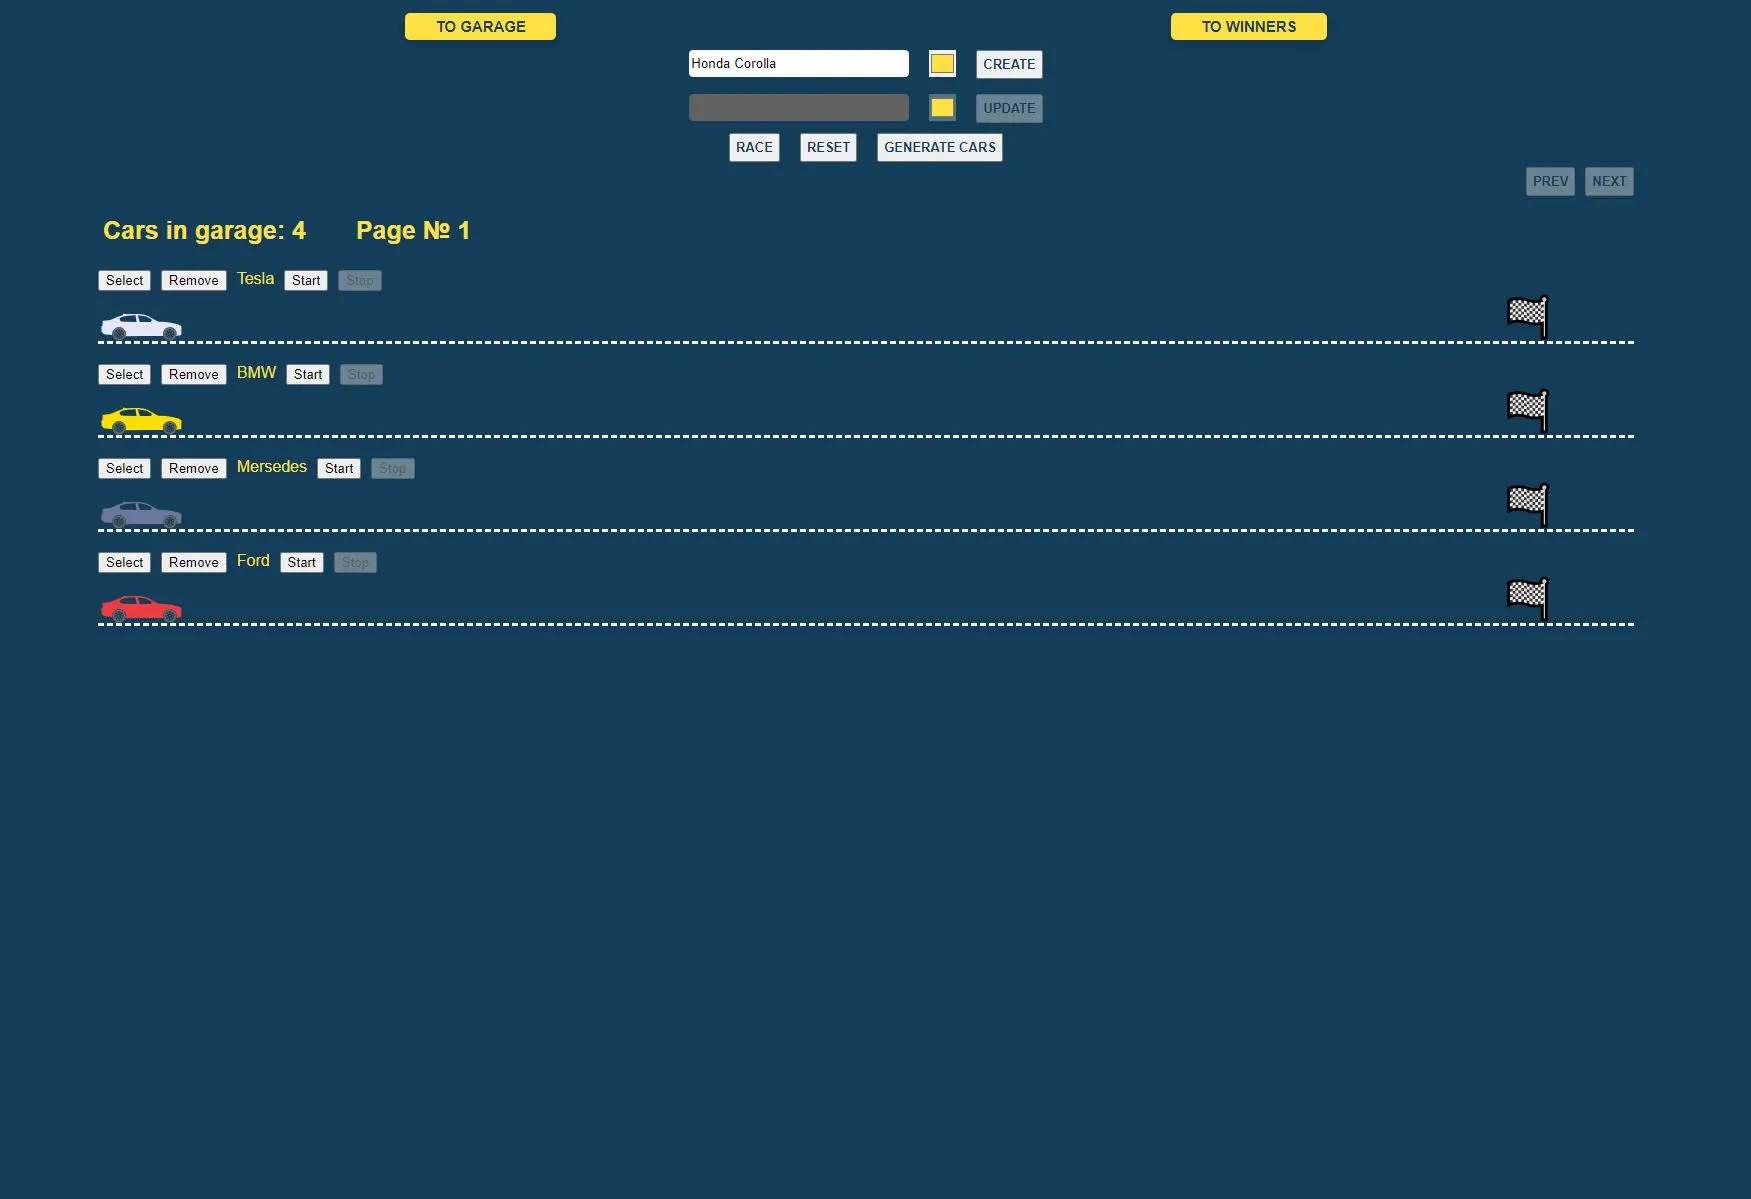 TO GARAGE TO WINNERS
Honda Corolla CREATE
UPDATE
RACE RESET GENERATE CARS
PREV NEXT
Cars in garage: 4 Page № 1
Select Remove Tesla Start Stop
Select Remove BMW Start Stop
Select Remove Mersedes Start Stop
Select Remove Ford Start Stop